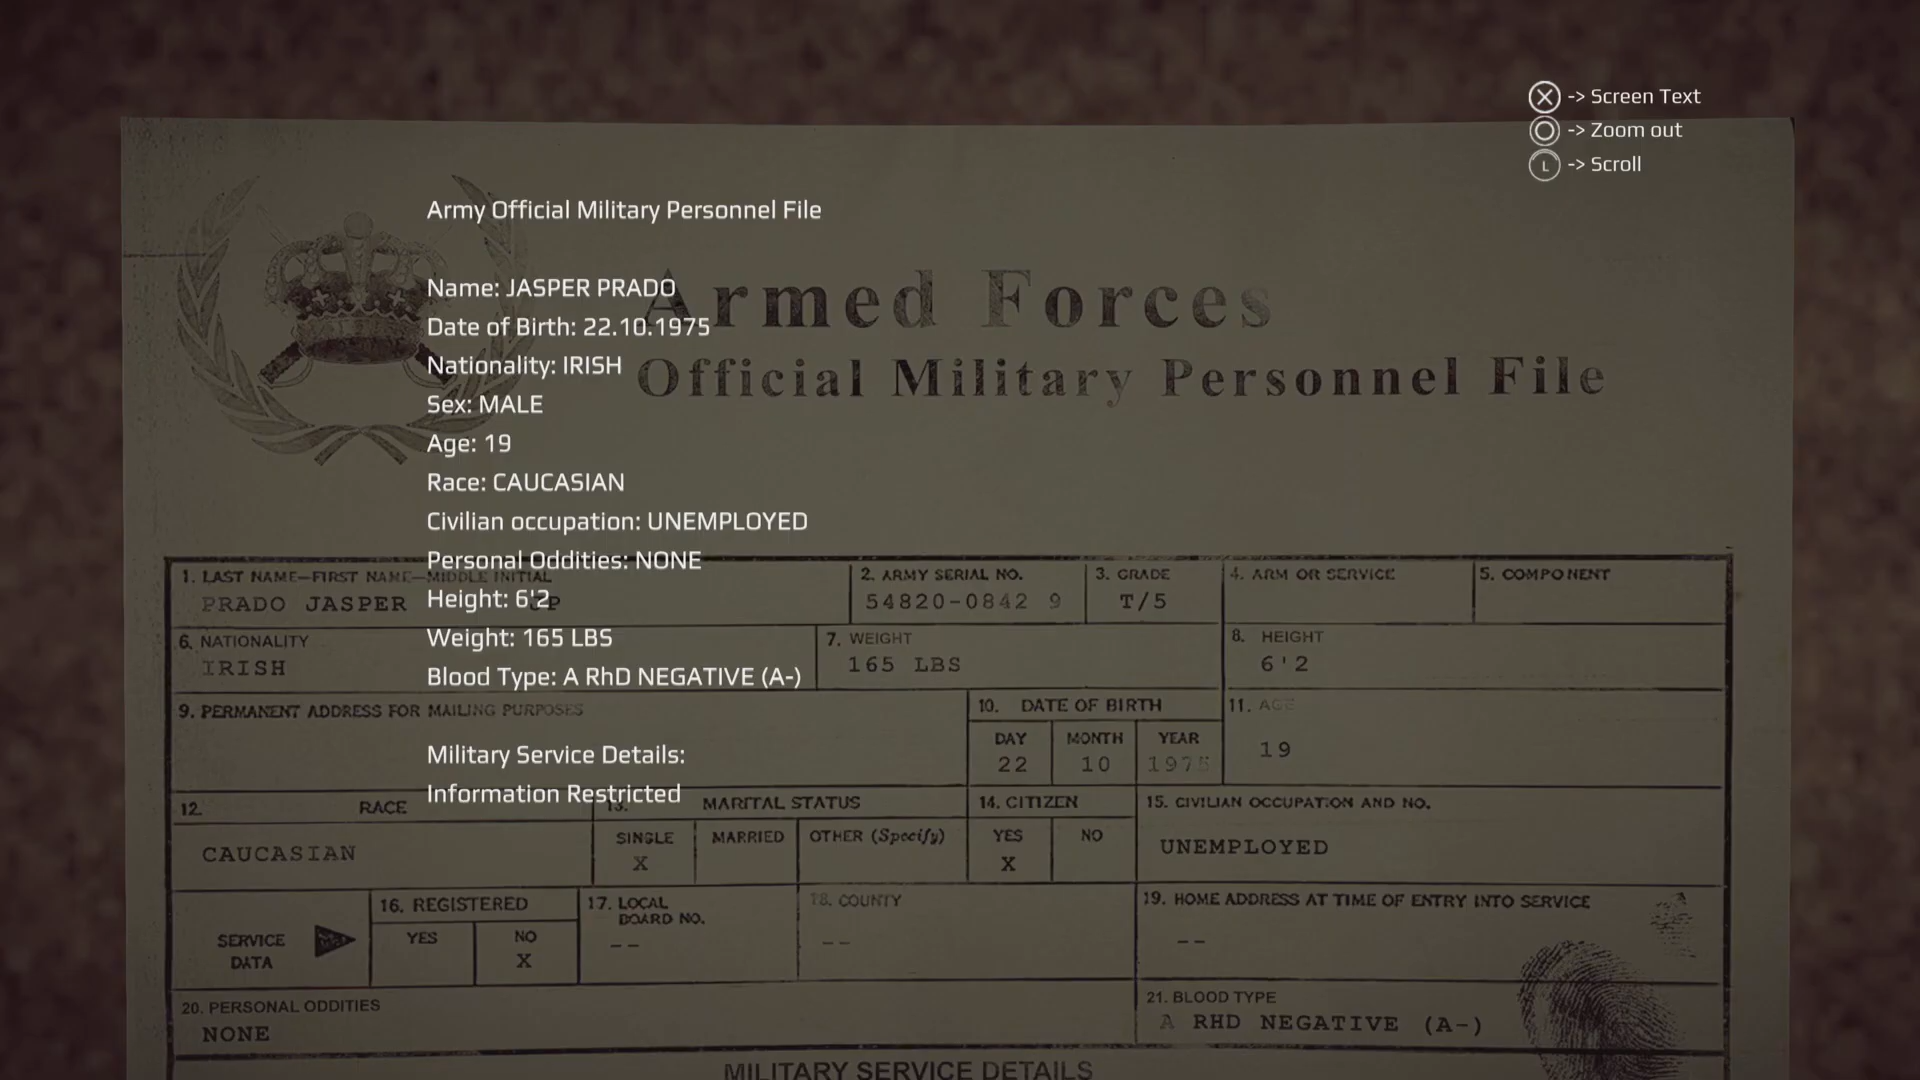 -> Screen Text
-> Zoom out
L -> Scroll
Army Official Military Personnel File
Name: JASPER PRADO
Date of Birth: 22.10.1975
Nationality: IRISH
Sex: MALE
Age: 19
Race: CAUCASIAN
Civilian occupation: UNEMPLOYED
Personal Oddities: NONE
Height: 6'2
Weight: 165 LBS
Blood Type: A RhD NEGATIVE (A-)
Military Service Details:
Information Restricted
Armed Forces
Official Military Personnel File
1. LAST NAME—FIRST NAME—MIDDLE INITIAL
PRADO JASPER
2. ARMY SERIAL NO.
54820-0842 9
3. GRADE
T/5
4. ARM OR SERVICE
5. COMPONENT
6. NATIONALITY
IRISH
7. WEIGHT
165 LBS
8. HEIGHT
6'2
9. PERMANENT ADDRESS FOR MAILING PURPOSES
10. DATE OF BIRTH
DAY MONTH YEAR
22 10 1975
11. AGE
19
12. RACE
CAUCASIAN
13. MARITAL STATUS
SINGLE MARRIED OTHER (Specify)
X
14. CITIZEN
YES NO
X
15. CIVILIAN OCCUPATION AND NO.
UNEMPLOYED
SERVICE
DATA
16. REGISTERED
YES NO
X
17. LOCAL
BOARD NO.
--
18. COUNTY
--
19. HOME ADDRESS AT TIME OF ENTRY INTO SERVICE
--
20. PERSONAL ODDITIES
NONE
21. BLOOD TYPE
A RHD NEGATIVE (A-)
MILITARY SERVICE DETAILS